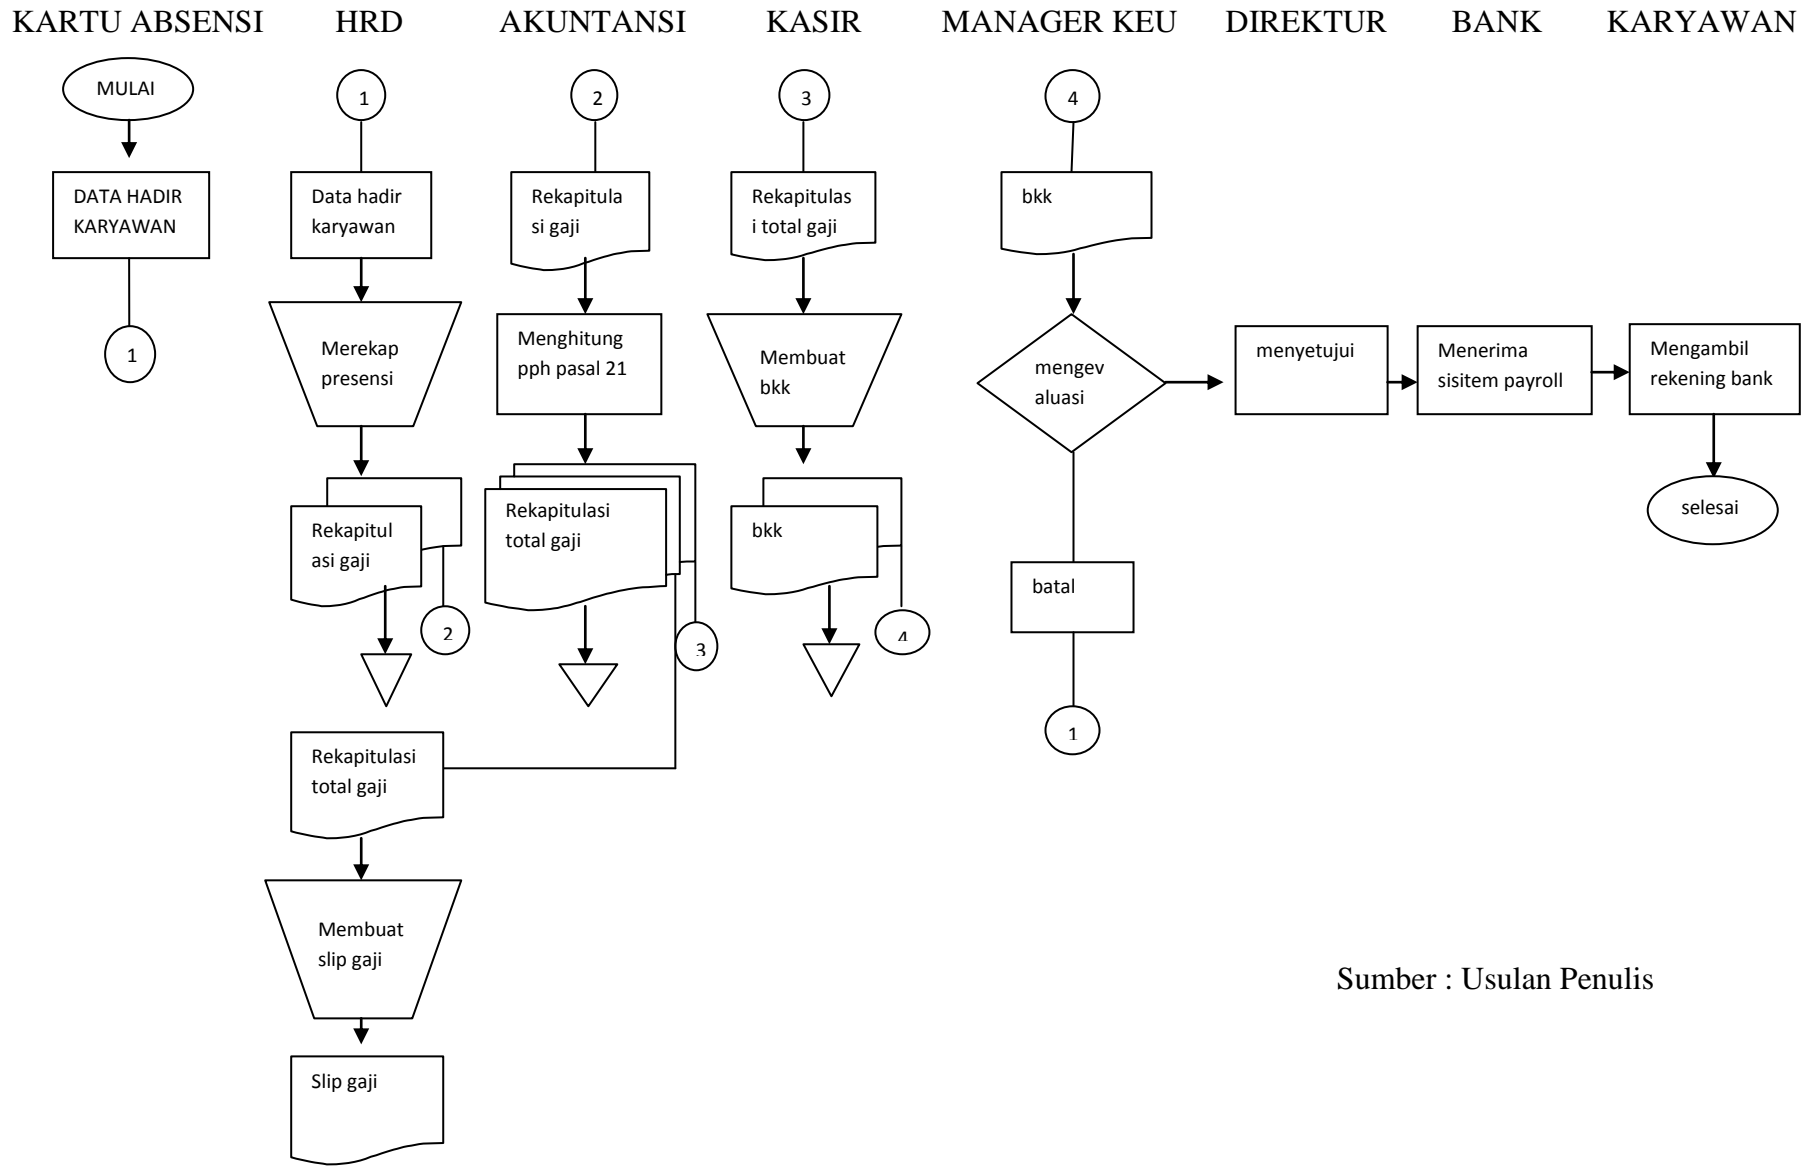 KARTU ABSENSI HRD AKUNTANSI KASIR MANAGER KEU DIREKTUR BANK KARYAWAN
MULAI
DATA HADIR
KARYAWAN
1
1
Data hadir
karyawan
Merekap
presensi
Rekapitul
asi gaji
2
Rekapitulasi
total gaji
Membuat
slip gaji
Slip gaji
2
Rekapitula
si gaji
Menghitung
pph pasal 21
Rekapitulasi
total gaji
3
3
Rekapitulas
i total gaji
Membuat
bkk
bkk
4
4
bkk
mengev
aluasi
batal
1
menyetujui
Menerima
sisitem payroll
Mengambil
rekening bank
selesai
Sumber : Usulan Penulis